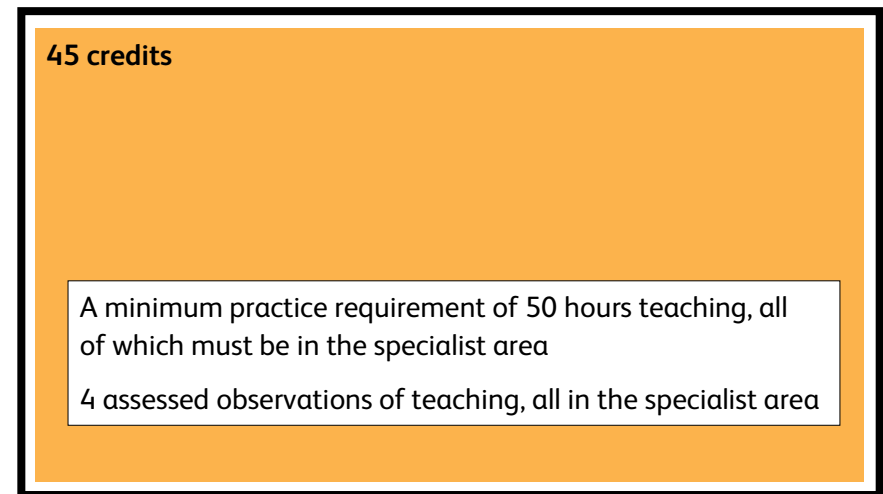 45 credits
A minimum practice requirement of 50 hours teaching, all
of which must be in the specialist area
4 assessed observations of teaching, all in the specialist area